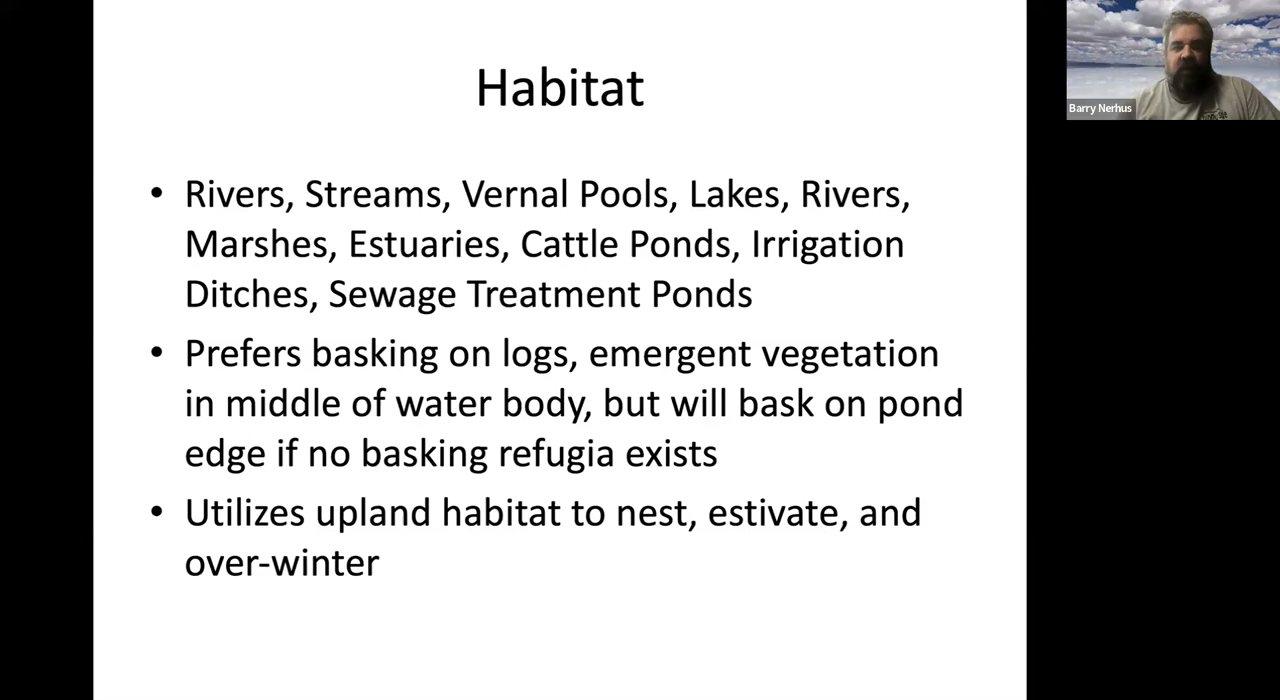 Habitat
• Rivers, Streams, Vernal Pools, Lakes, Rivers,
Marshes, Estuaries, Cattle Ponds, Irrigation
Ditches, Sewage Treatment Ponds
• Prefers basking on logs, emergent vegetation
in middle of water body, but will bask on pond
edge if no basking refugia exists
• Utilizes upland habitat to nest, estivate, and
over-winter
Barry Nerhus